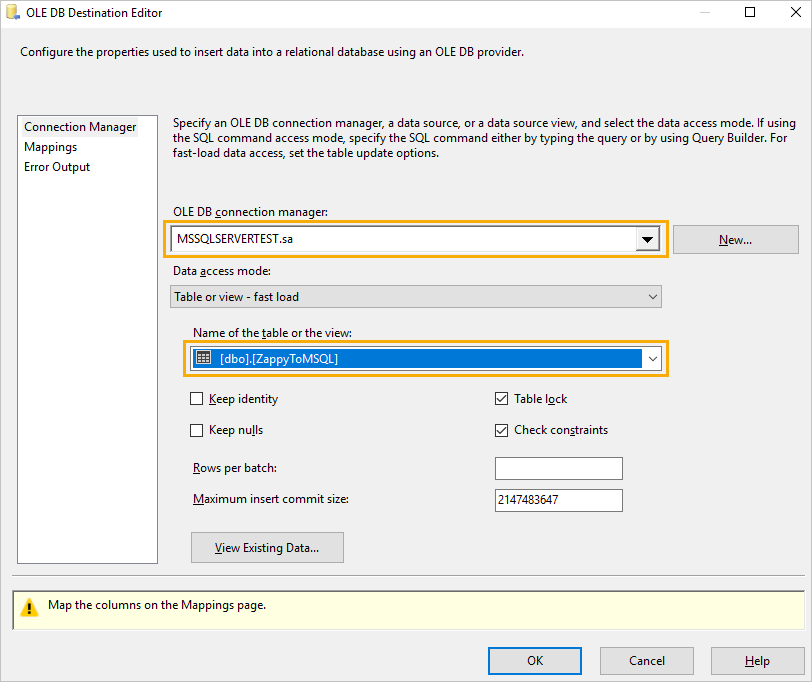 OLE DB Destination Editor
Configure the properties used to insert data into a relational database using an OLE DB provider.
Connection Manager
Mappings
Error Output
Specify an OLE DB connection manager, a data source, or a data source view, and select the data access mode. If using
the SQL command access mode, specify the SQL command either by typing the query or by using Query Builder. For
fast-load data access, set the table update options.
OLE DB connection manager:
MSSQLSERVERTEST.sa
New...
Data access mode:
Table or view - fast load
Name of the table or the view:
[dbo].[ZappyToMSQL]
Keep identity
Table lock
Keep nulls
Check constraints
Rows per batch:
Maximum insert commit size:
2147483647
View Existing Data...
Map the columns on the Mappings page.
OK
Cancel
Help